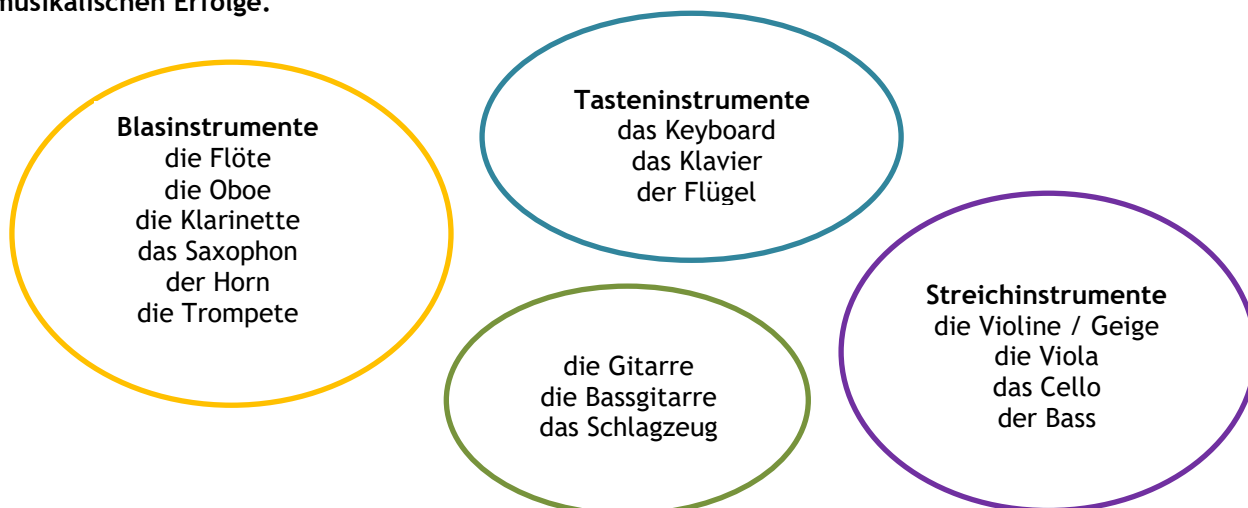 musikalischen Erfolge.
Blasinstrumente
die Flöte
die Oboe
die Klarinette
das Saxophon
der Horn
die Trompete
Tasteninstrumente
das Keyboard
das Klavier
der Flügel
die Gitarre
die Bassgitarre
das Schlagzeug
Streichinstrumente
die Violine / Geige
die Viola
das Cello
der Bass